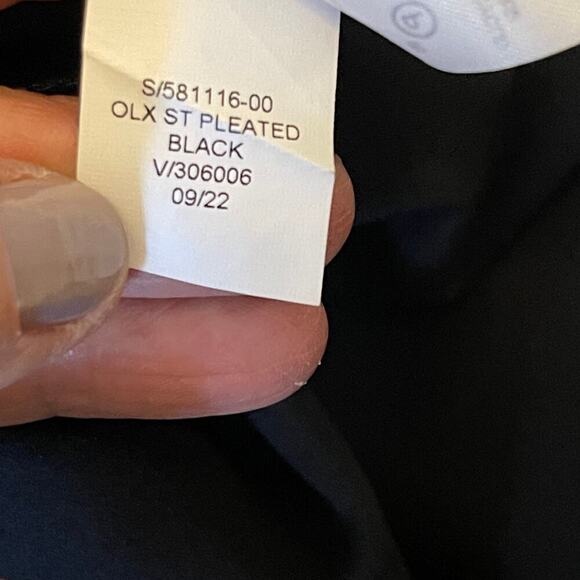 S/581116-00
OLX ST PLEATED
BLACK
V/306006
09/22